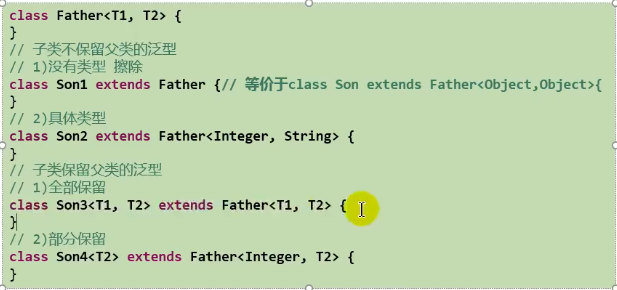 class Father<T1, T2> {
}
// 子类不保留父类的泛型
// 1)没有类型 擦除
class Son1 extends Father {// 等价于class Son extends Father<Object,Object>{
}
// 2)具体类型
class Son2 extends Father<Integer, String> {
}
// 子类保留父类的泛型
// 1)全部保留
class Son3<T1, T2> extends Father<T1, T2> {
}
// 2)部分保留
class Son4<T2> extends Father<Integer, T2> {
}